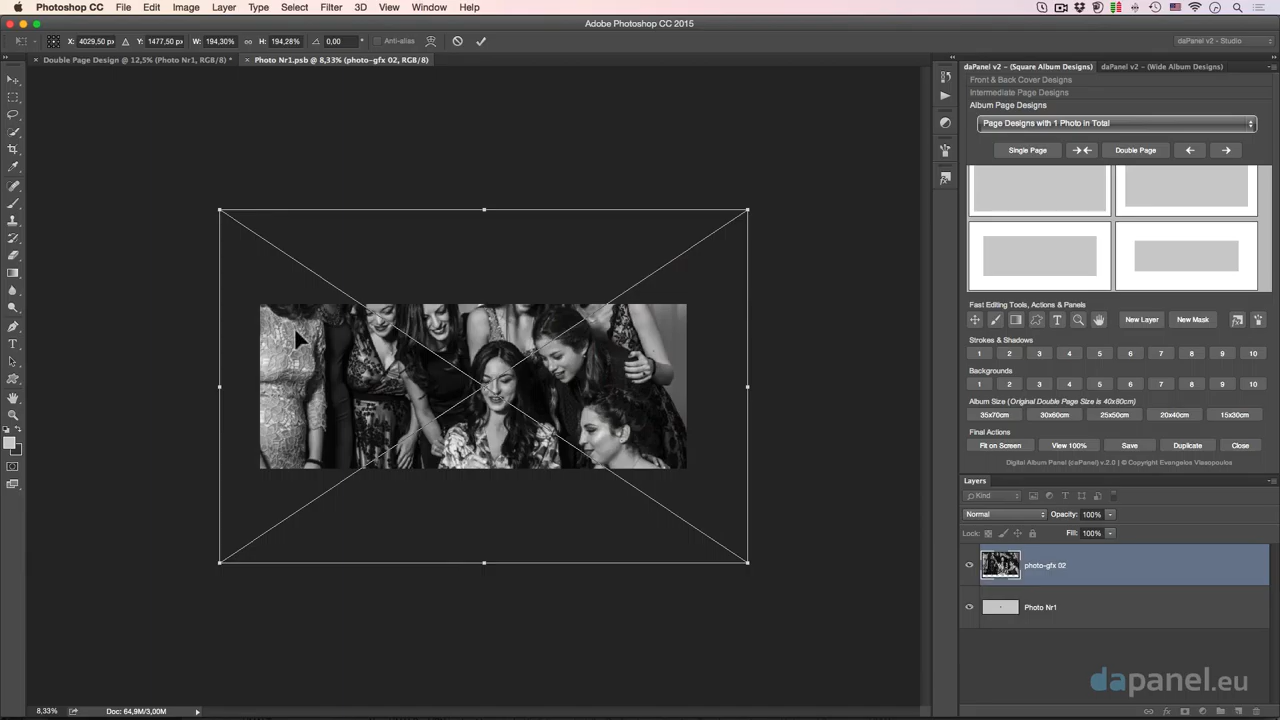 Photoshop CC File Edit Image Layer Type Select Filter 3D View Window Help
Adobe Photoshop CC 2015
X: 4029,50 px Y: 1477,50 px W: 194,30% H: 194,28% 0,00 Anti-alias daPanel v2 - Studio
Double Page Design @ 12,5% (Photo Nr1, RGB/8) * Photo Nr1.psb @ 8,33% (photo-gfx 02, RGB/8)
daPanel v2 - (Square Album Designs) daPanel v2 - (Wide Album Designs)
Front & Back Cover Designs
Intermediate Page Designs
Album Page Designs
Page Designs with 1 Photo in Total
Single Page Double Page
Fast Editing Tools, Actions & Panels
New Layer New Mask
Strokes & Shadows
1 2 3 4 5 6 7 8 9 10
Backgrounds
1 2 3 4 5 6 7 8 9 10
Album Size (Original Double Page Size is 40x80cm)
35x70cm 30x60cm 25x50cm 20x40cm 15x30cm
Final Actions
Fit on Screen View 100% Save Duplicate Close
Digital Album Panel (daPanel) v.2.0 | © Copyright Evangelos Vlasopoulos
Layers
Kind
Normal Opacity: 100%
Lock: Fill: 100%
photo-gfx 02
Photo Nr1
dapanel.eu
8,33% Doc: 64,9M/3,00M